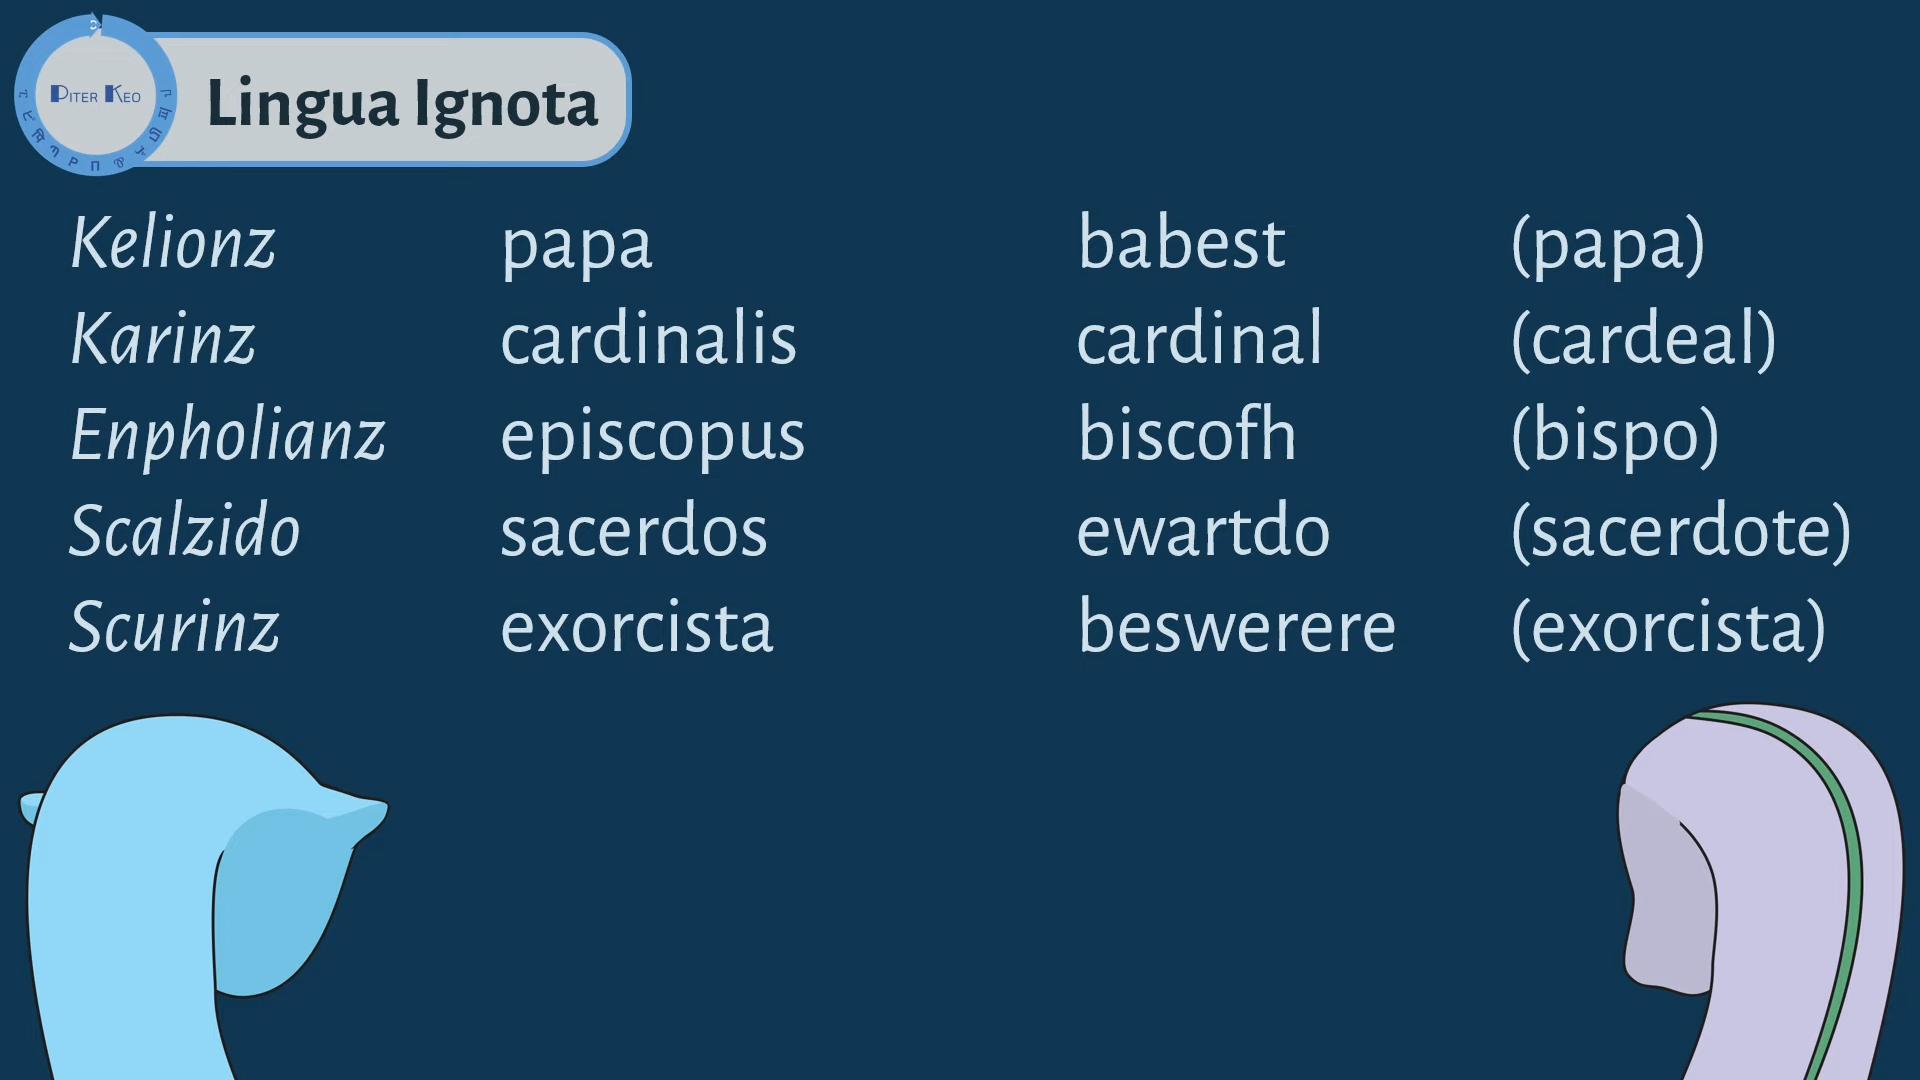 PITER KEO
Lingua Ignota
Kelionz papa babest (papa)
Karinz cardinalis cardinal (cardeal)
Enpholianz episcopus biscofh (bispo)
Scalzido sacerdos ewartdo (sacerdote)
Scurinz exorcista beswerere (exorcista)